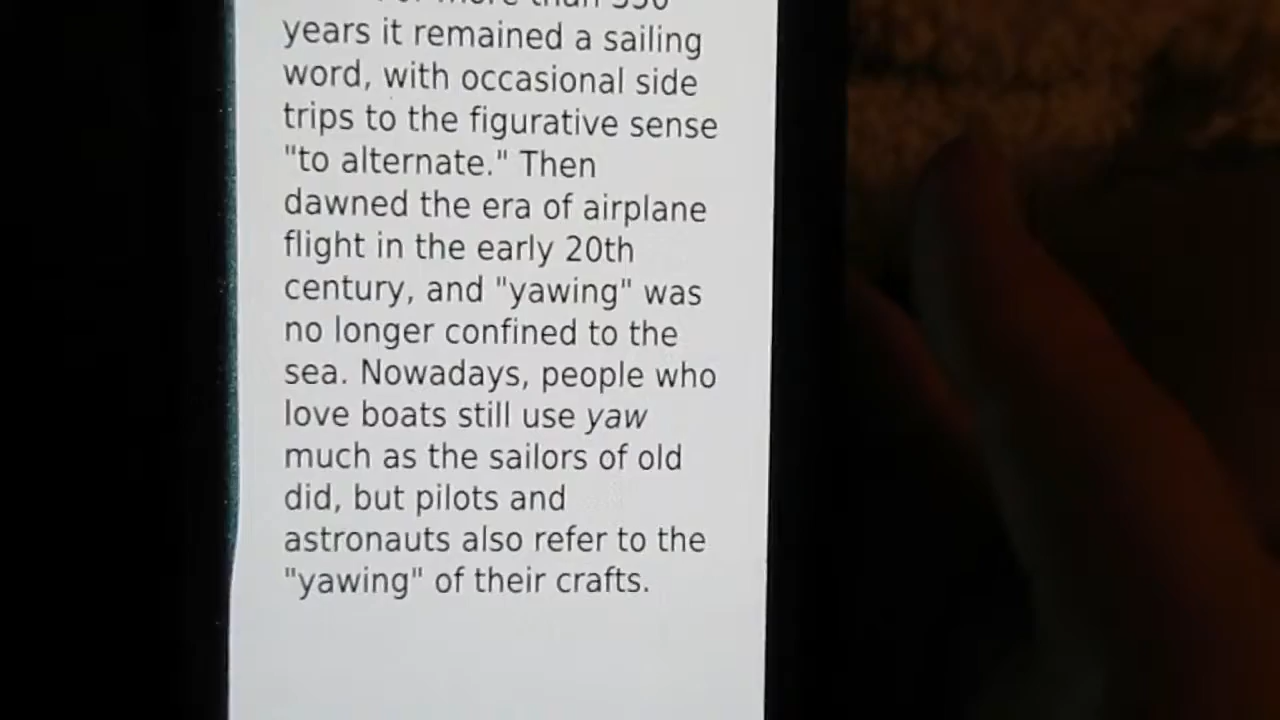 more than 350
years it remained a sailing
word, with occasional side
trips to the figurative sense
"to alternate." Then
dawned the era of airplane
flight in the early 20th
century, and "yawing" was
no longer confined to the
sea. Nowadays, people who
love boats still use yaw
much as the sailors of old
did, but pilots and
astronauts also refer to the
"yawing" of their crafts.